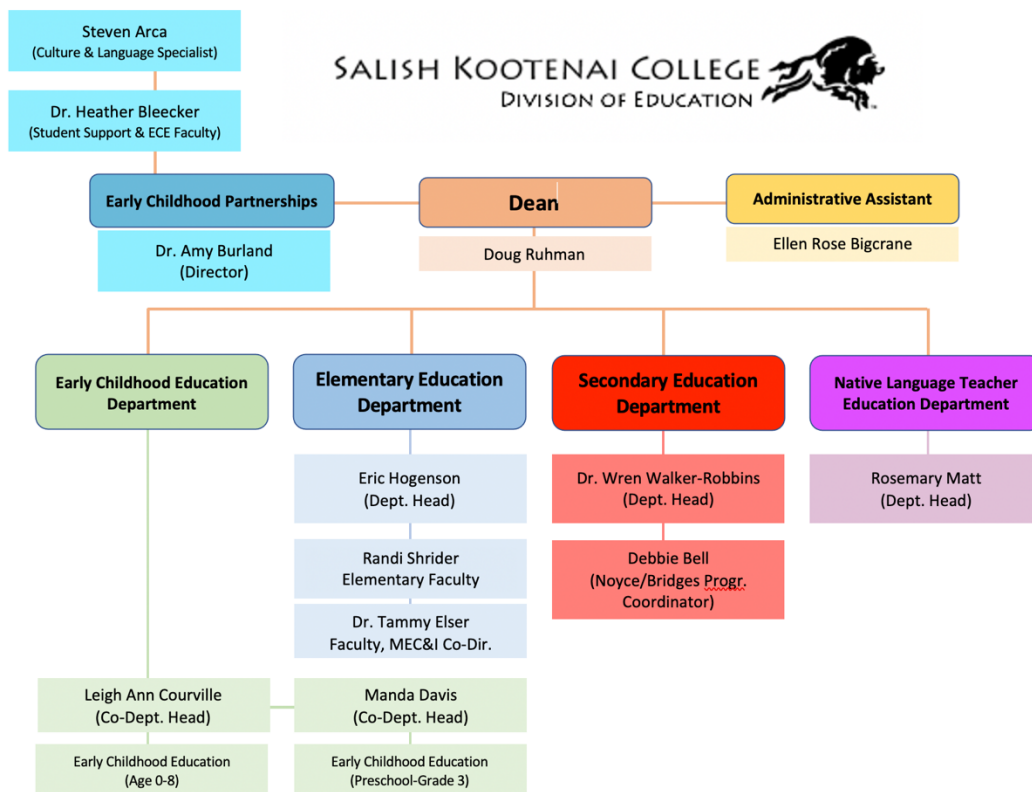 Steven Arca
(Culture & Language Specialist)
SALISH KOOTENAI COLLEGE
DIVISION OF EDUCATION
Dr. Heather Bleecker
(Student Support & ECE Faculty)
Early Childhood Partnerships
Dean
Administrative Assistant
Dr. Amy Burland
(Director)
Doug Ruhman
Ellen Rose Bigcrane
Early Childhood Education
Department
Elementary Education
Department
Secondary Education
Department
Native Language Teacher
Education Department
Eric Hogenson
(Dept. Head)
Dr. Wren Walker-Robbins
(Dept. Head)
Rosemary Matt
(Dept. Head)
Randi Shrider
Elementary Faculty
Debbie Bell
(Noyce/Bridges Progr.
Coordinator)
Dr. Tammy Elser
Faculty, MEC&I Co-Dir.
Leigh Ann Courville
(Co-Dept. Head)
Manda Davis
(Co-Dept. Head)
Early Childhood Education
(Age 0-8)
Early Childhood Education
(Preschool-Grade 3)